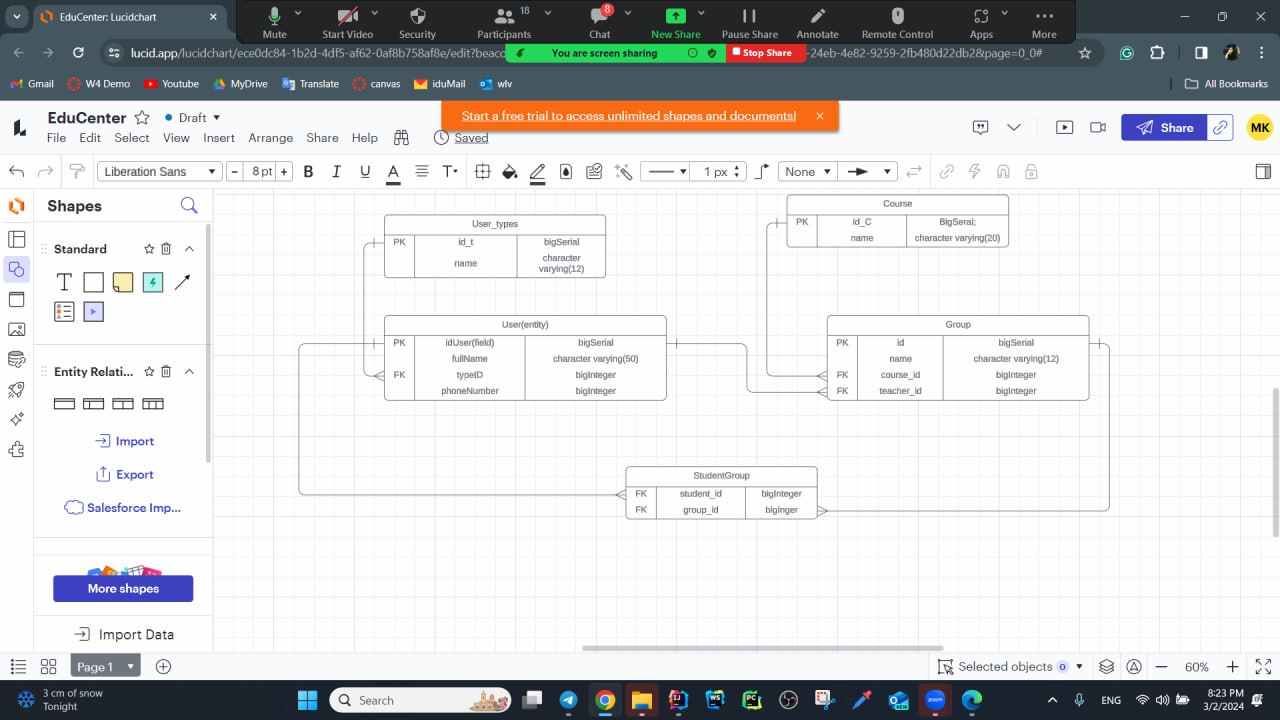 EduCenter: Lucidchart
Mute
Start Video
Security
18
Participants
8
Chat
New Share
Pause Share
Annotate
Remote Control
Apps
More
lucid.app/lucidchart/ece0dc84-1b2d-4df5-af62-0af8b758af8e/edit?beaco
You are screen sharing
Stop Share
-24eb-4e82-9259-2fb480d22db28&page=0_0#
Gmail
W4 Demo
Youtube
MyDrive
Translate
canvas
iduMail
wlv
All Bookmarks
EduCenter
Draft
Start a free trial to access unlimited shapes and documents!
File Edit Select View Insert Arrange Share Help
Saved
Share
MK
Liberation Sans
8 pt
B I U A
T
1 px
None
Shapes
Standard
T
Entity Relati...
Import
Export
Salesforce Imp...
More shapes
Import Data
User_types
PK id_t bigSerial
name character
varying(12)
Course
PK id_C BigSerai;
name character varying(20)
User(entity)
PK idUser(field) bigSerial
fullName character varying(50)
FK typeID bigInteger
phoneNumber bigInteger
Group
PK id bigSerial
name character varying(12)
FK course_id bigInteger
FK teacher_id bigInteger
StudentGroup
FK student_id bigInteger
FK group_id bigInger
Page 1
Selected objects 0
60%
3 cm of snow
Tonight
Search
zoom
ENG
8:23 PM
3/2/2024